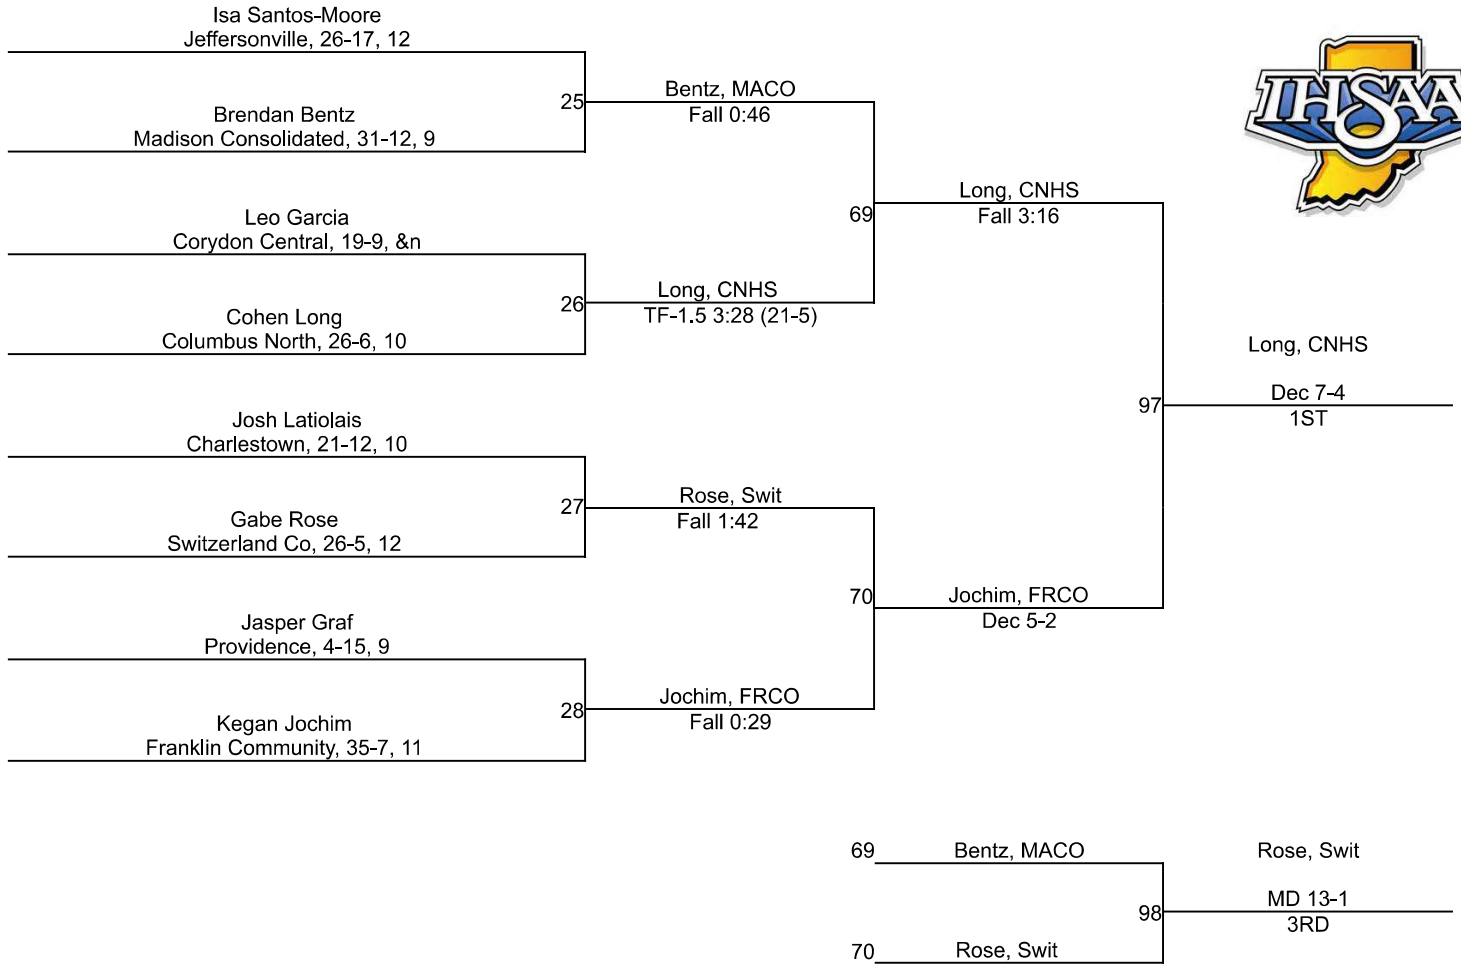 Isa Santos-Moore
Jeffersonville, 26-17, 12
25
Brendan Bentz
Madison Consolidated, 31-12, 9
Bentz, MACO
Fall 0:46
Leo Garcia
Corydon Central, 19-9, &n
26
Cohen Long
Columbus North, 26-6, 10
Long, CNHS
TF-1.5 3:28 (21-5)
69
Long, CNHS
Fall 3:16
Josh Latiolais
Charlestown, 21-12, 10
27
Gabe Rose
Switzerland Co, 26-5, 12
Rose, Swit
Fall 1:42
Jasper Graf
Providence, 4-15, 9
28
Kegan Jochim
Franklin Community, 35-7, 11
Jochim, FRCO
Fall 0:29
70
Jochim, FRCO
Dec 5-2
97
Long, CNHS
Dec 7-4
1ST
IHSAA
69
Bentz, MACO
70
Rose, Swit
98
Rose, Swit
MD 13-1
3RD